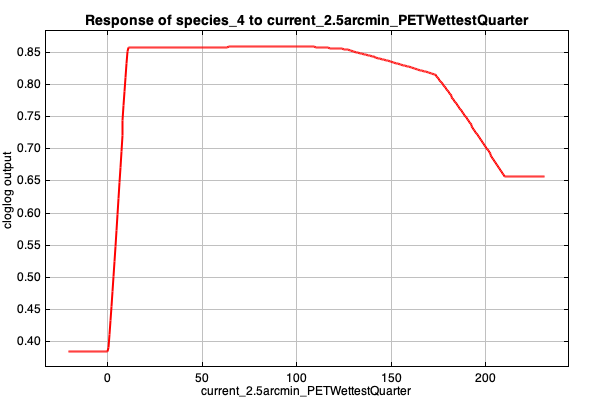 Response of species_4 to current_2.5arcmin_PETWettestQuarter
cloglog output
0.85
0.80
0.75
0.70
0.65
0.60
0.55
0.50
0.45
0.40
0 50 100 150 200
current_2.5arcmin_PETWettestQuarter